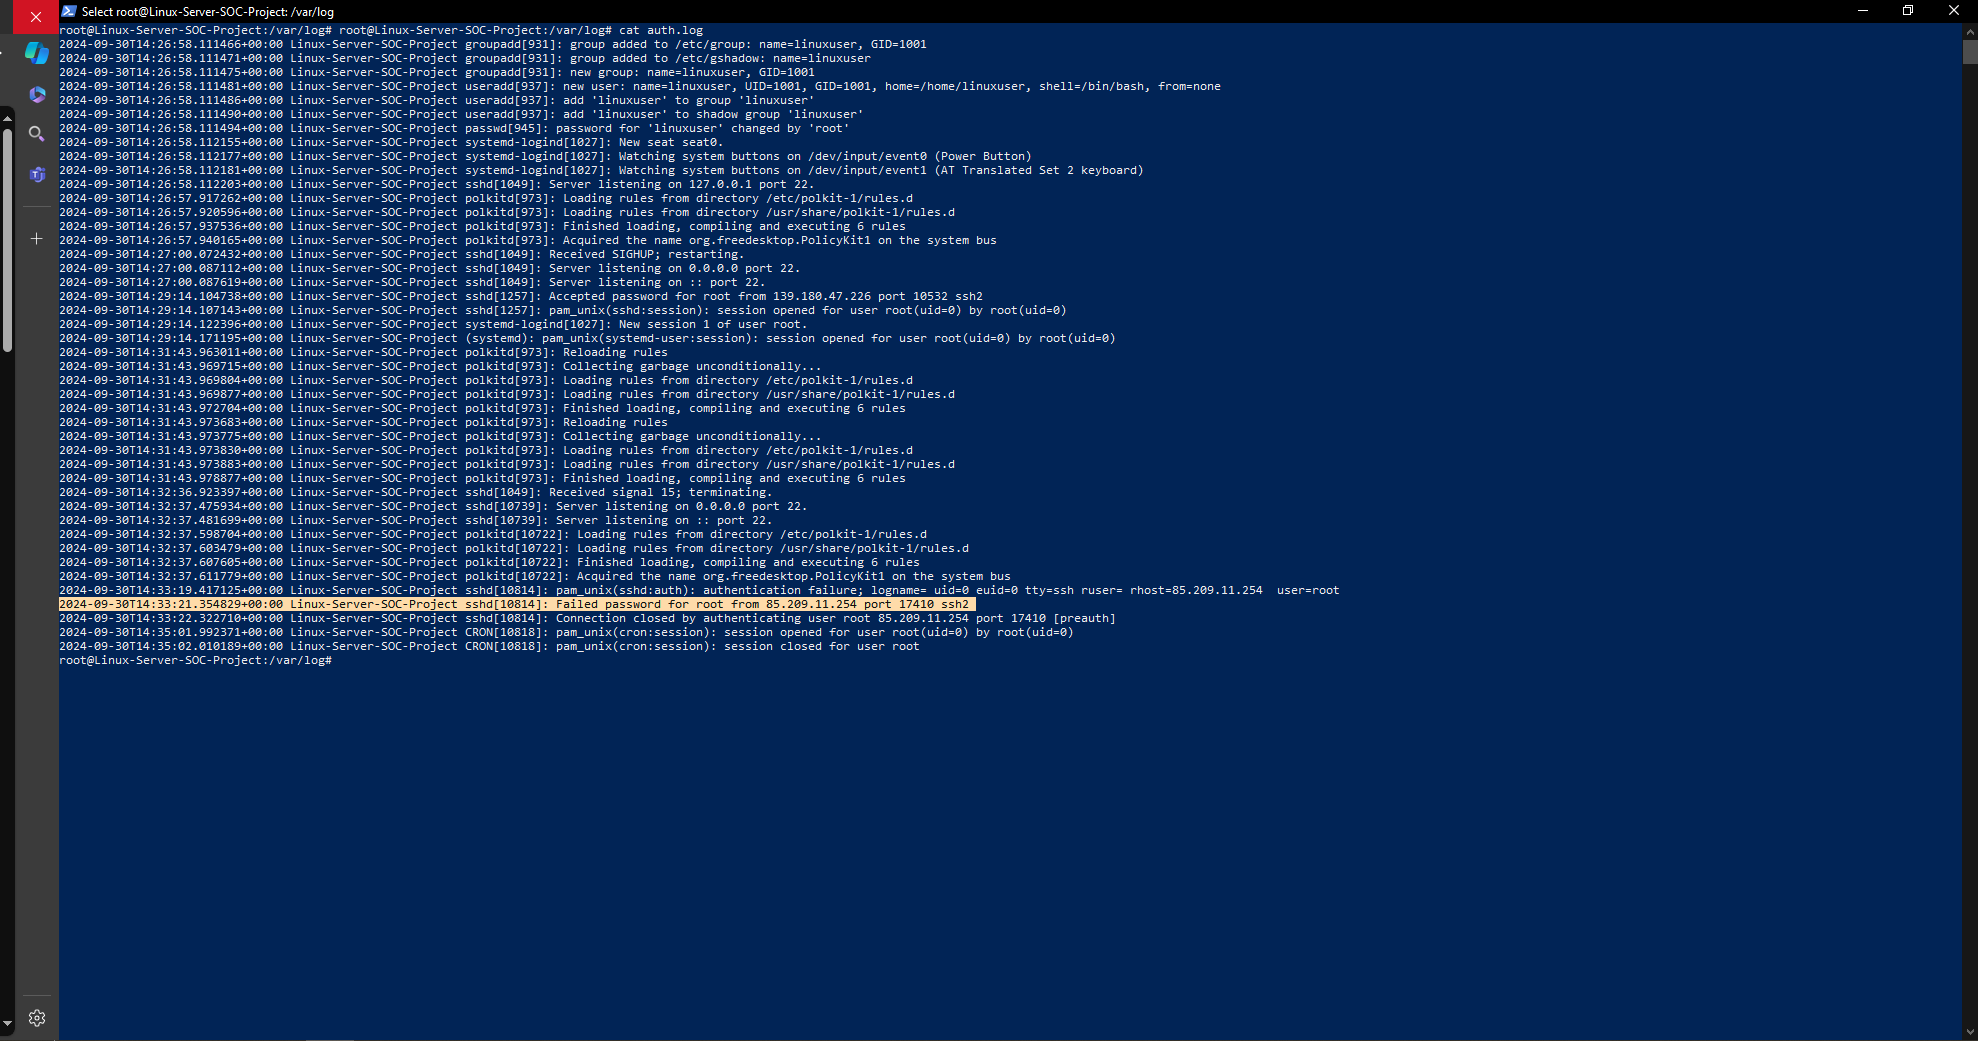 Select root@Linux-Server-SOC-Project: /var/log
root@Linux-Server-SOC-Project:/var/log# root@Linux-Server-SOC-Project:/var/log# cat auth.log
2024-09-30T14:26:58.111466+00:00 Linux-Server-SOC-Project groupadd[931]: group added to /etc/group: name=linuxuser, GID=1001
2024-09-30T14:26:58.111471+00:00 Linux-Server-SOC-Project groupadd[931]: group added to /etc/gshadow: name=linuxuser
2024-09-30T14:26:58.111475+00:00 Linux-Server-SOC-Project groupadd[931]: new group: name=linuxuser, GID=1001
2024-09-30T14:26:58.111481+00:00 Linux-Server-SOC-Project useradd[937]: new user: name=linuxuser, UID=1001, GID=1001, home=/home/linuxuser, shell=/bin/bash, from=none
2024-09-30T14:26:58.111486+00:00 Linux-Server-SOC-Project useradd[937]: add 'linuxuser' to group 'linuxuser'
2024-09-30T14:26:58.111490+00:00 Linux-Server-SOC-Project useradd[937]: add 'linuxuser' to shadow group 'linuxuser'
2024-09-30T14:26:58.111494+00:00 Linux-Server-SOC-Project passwd[945]: password for 'linuxuser' changed by 'root'
2024-09-30T14:26:58.112155+00:00 Linux-Server-SOC-Project systemd-logind[1027]: New seat seat0.
2024-09-30T14:26:58.112177+00:00 Linux-Server-SOC-Project systemd-logind[1027]: Watching system buttons on /dev/input/event0 (Power Button)
2024-09-30T14:26:58.112181+00:00 Linux-Server-SOC-Project systemd-logind[1027]: Watching system buttons on /dev/input/event1 (AT Translated Set 2 keyboard)
2024-09-30T14:26:58.112203+00:00 Linux-Server-SOC-Project sshd[1049]: Server listening on 127.0.0.1 port 22.
2024-09-30T14:26:57.917262+00:00 Linux-Server-SOC-Project polkitd[973]: Loading rules from directory /etc/polkit-1/rules.d
2024-09-30T14:26:57.920596+00:00 Linux-Server-SOC-Project polkitd[973]: Loading rules from directory /usr/share/polkit-1/rules.d
2024-09-30T14:26:57.937536+00:00 Linux-Server-SOC-Project polkitd[973]: Finished loading, compiling and executing 6 rules
2024-09-30T14:26:57.940165+00:00 Linux-Server-SOC-Project polkitd[973]: Acquired the name org.freedesktop.PolicyKit1 on the system bus
2024-09-30T14:27:00.072432+00:00 Linux-Server-SOC-Project sshd[1049]: Received SIGHUP; restarting.
2024-09-30T14:27:00.087112+00:00 Linux-Server-SOC-Project sshd[1049]: Server listening on 0.0.0.0 port 22.
2024-09-30T14:27:00.087619+00:00 Linux-Server-SOC-Project sshd[1049]: Server listening on :: port 22.
2024-09-30T14:29:14.104738+00:00 Linux-Server-SOC-Project sshd[1257]: Accepted password for root from 139.180.47.226 port 10532 ssh2
2024-09-30T14:29:14.107143+00:00 Linux-Server-SOC-Project sshd[1257]: pam_unix(sshd:session): session opened for user root(uid=0) by root(uid=0)
2024-09-30T14:29:14.122396+00:00 Linux-Server-SOC-Project systemd-logind[1027]: New session 1 of user root.
2024-09-30T14:29:14.171195+00:00 Linux-Server-SOC-Project (systemd): pam_unix(systemd-user:session): session opened for user root(uid=0) by root(uid=0)
2024-09-30T14:31:43.963011+00:00 Linux-Server-SOC-Project polkitd[973]: Reloading rules
2024-09-30T14:31:43.969715+00:00 Linux-Server-SOC-Project polkitd[973]: Collecting garbage unconditionally...
2024-09-30T14:31:43.969804+00:00 Linux-Server-SOC-Project polkitd[973]: Loading rules from directory /etc/polkit-1/rules.d
2024-09-30T14:31:43.969877+00:00 Linux-Server-SOC-Project polkitd[973]: Loading rules from directory /usr/share/polkit-1/rules.d
2024-09-30T14:31:43.972704+00:00 Linux-Server-SOC-Project polkitd[973]: Finished loading, compiling and executing 6 rules
2024-09-30T14:31:43.973683+00:00 Linux-Server-SOC-Project polkitd[973]: Reloading rules
2024-09-30T14:31:43.973775+00:00 Linux-Server-SOC-Project polkitd[973]: Collecting garbage unconditionally...
2024-09-30T14:31:43.973830+00:00 Linux-Server-SOC-Project polkitd[973]: Loading rules from directory /etc/polkit-1/rules.d
2024-09-30T14:31:43.973883+00:00 Linux-Server-SOC-Project polkitd[973]: Loading rules from directory /usr/share/polkit-1/rules.d
2024-09-30T14:31:43.978877+00:00 Linux-Server-SOC-Project polkitd[973]: Finished loading, compiling and executing 6 rules
2024-09-30T14:32:36.923397+00:00 Linux-Server-SOC-Project sshd[1049]: Received signal 15; terminating.
2024-09-30T14:32:37.475934+00:00 Linux-Server-SOC-Project sshd[10739]: Server listening on 0.0.0.0 port 22.
2024-09-30T14:32:37.481699+00:00 Linux-Server-SOC-Project sshd[10739]: Server listening on :: port 22.
2024-09-30T14:32:37.598704+00:00 Linux-Server-SOC-Project polkitd[10722]: Loading rules from directory /etc/polkit-1/rules.d
2024-09-30T14:32:37.603479+00:00 Linux-Server-SOC-Project polkitd[10722]: Loading rules from directory /usr/share/polkit-1/rules.d
2024-09-30T14:32:37.607605+00:00 Linux-Server-SOC-Project polkitd[10722]: Finished loading, compiling and executing 6 rules
2024-09-30T14:32:37.611779+00:00 Linux-Server-SOC-Project polkitd[10722]: Acquired the name org.freedesktop.PolicyKit1 on the system bus
2024-09-30T14:33:19.417125+00:00 Linux-Server-SOC-Project sshd[10814]: pam_unix(sshd:auth): authentication failure; logname= uid=0 euid=0 tty=ssh ruser= rhost=85.209.11.254  user=root
2024-09-30T14:33:21.354829+00:00 Linux-Server-SOC-Project sshd[10814]: Failed password for root from 85.209.11.254 port 17410 ssh2
2024-09-30T14:33:22.322710+00:00 Linux-Server-SOC-Project sshd[10814]: Connection closed by authenticating user root 85.209.11.254 port 17410 [preauth]
2024-09-30T14:35:01.992371+00:00 Linux-Server-SOC-Project CRON[10818]: pam_unix(cron:session): session opened for user root(uid=0) by root(uid=0)
2024-09-30T14:35:02.010189+00:00 Linux-Server-SOC-Project CRON[10818]: pam_unix(cron:session): session closed for user root
root@Linux-Server-SOC-Project:/var/log#